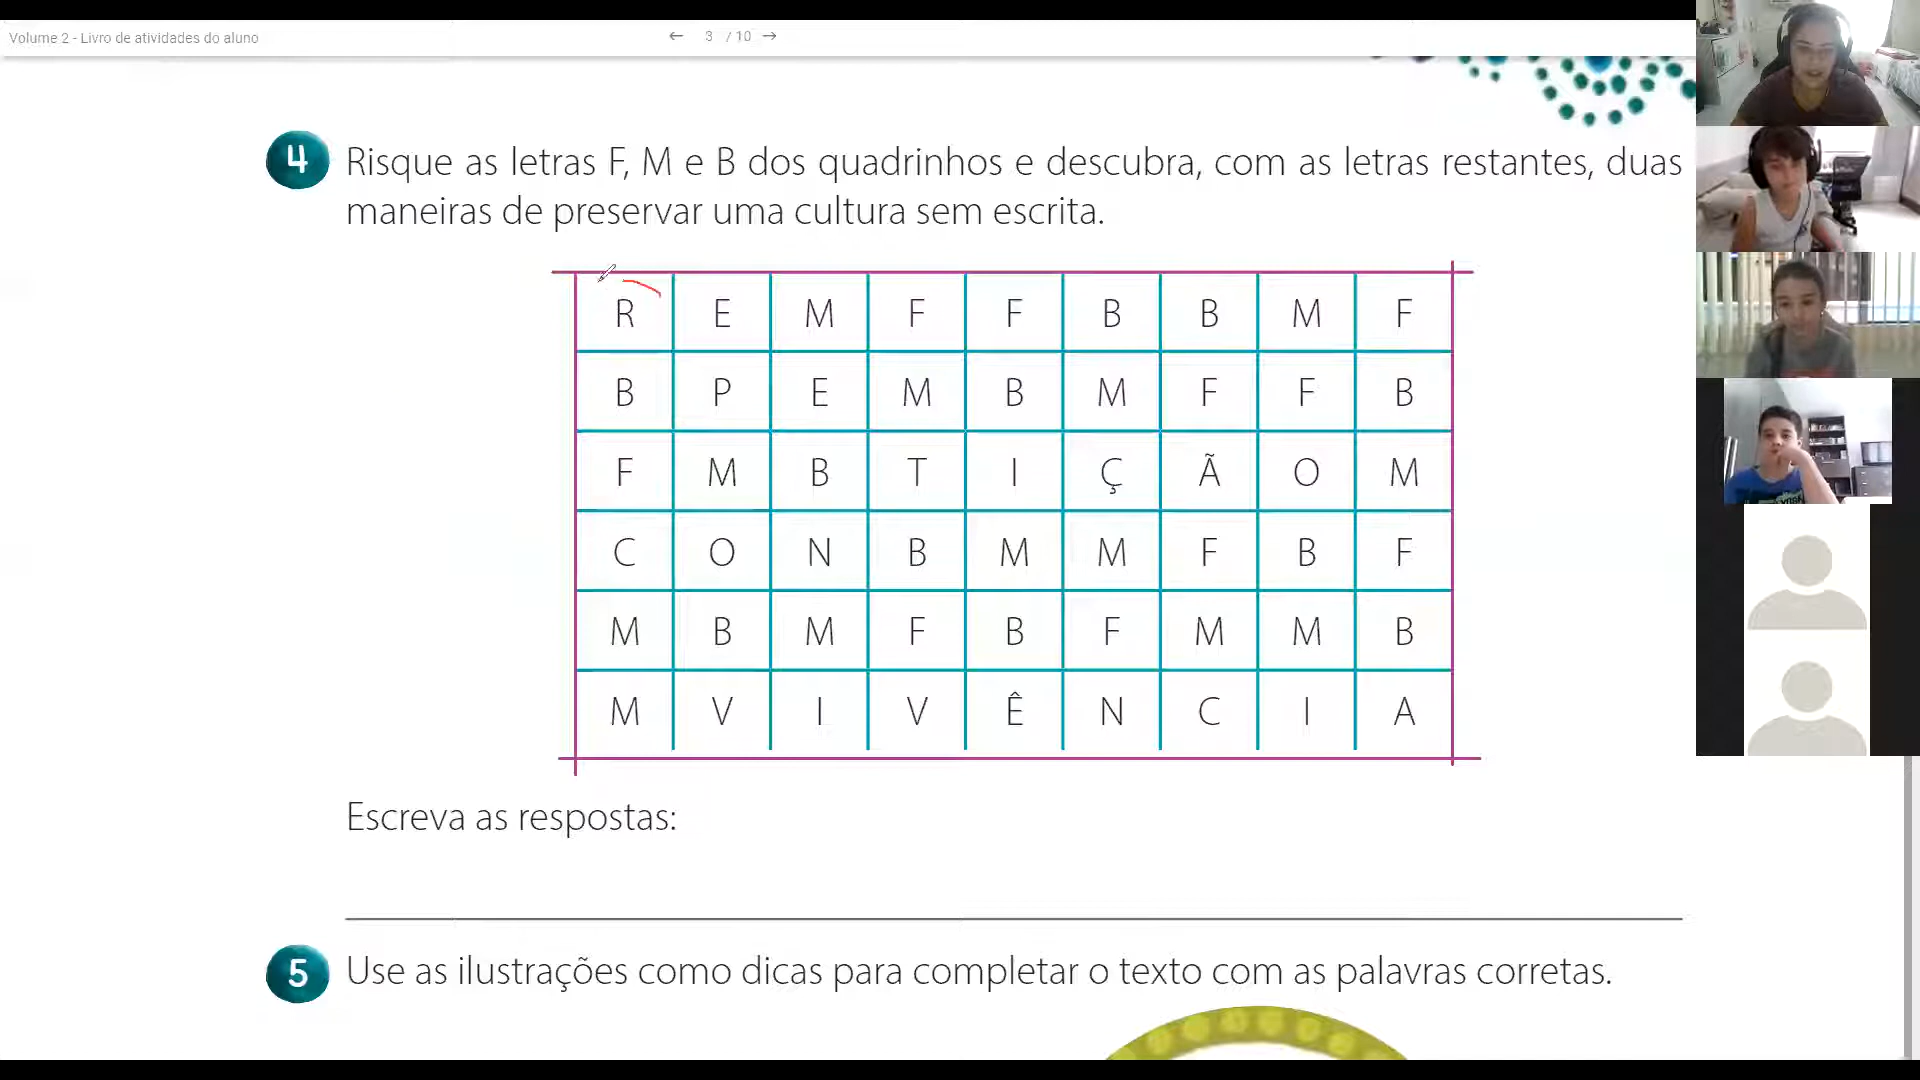 Volume 2 - Livro de atividades do aluno
← 3 / 10 →
4 Risque as letras F, M e B dos quadrinhos e descubra, com as letras restantes, duas
maneiras de preservar uma cultura sem escrita.
R E M F F B B M F
B P E M B M F F B
F M B T I Ç Ã O M
C O N B M M F B F
M B M F B F M M B
M V I V Ê N C I A
Escreva as respostas:
5 Use as ilustrações como dicas para completar o texto com as palavras corretas.